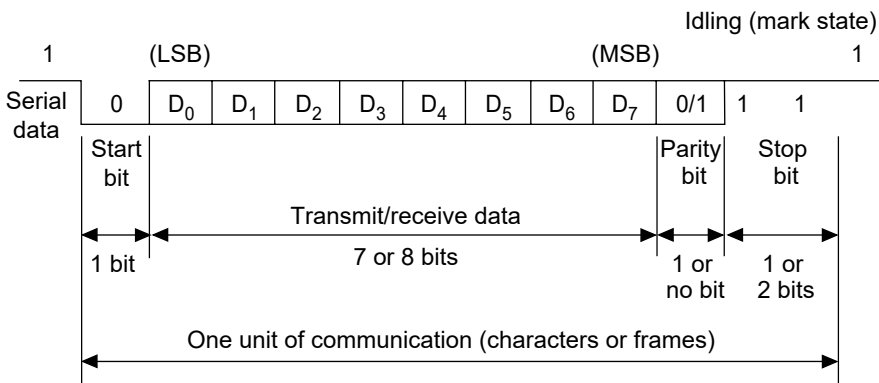 Idling (mark state)
1 (LSB) (MSB) 1
Serial
data
0 D₀ D₁ D₂ D₃ D₄ D₅ D₆ D₇ 0/1 1 1
Start
bit
Parity
bit
Stop
bit
Transmit/receive data
1 bit
7 or 8 bits
1 or
no bit
1 or
2 bits
One unit of communication (characters or frames)